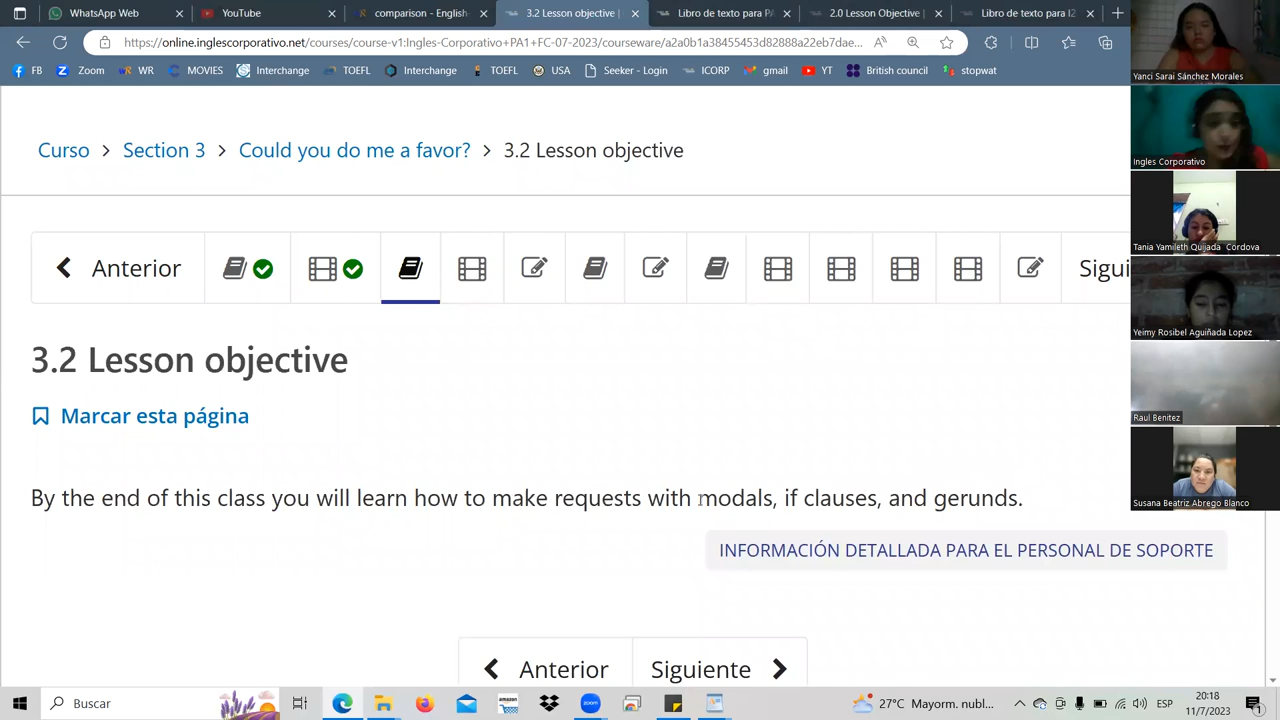 WhatsApp Web
YouTube
comparison - English-
3.2 Lesson objective |
Libro de texto para PA
2.0 Lesson Objective |
Libro de texto para I2
https://online.inglescorporativo.net/courses/course-v1:Ingles-Corporativo+PA1+FC-07-2023/courseware/a2a0b1a38455453d82888a22eb7dae...
FB
Zoom
WR
MOVIES
Interchange
TOEFL
Interchange
TOEFL
USA
Seeker - Login
ICORP
gmail
YT
British council
stopwat
Curso > Section 3 > Could you do me a favor? > 3.2 Lesson objective
Anterior
Sigui
3.2 Lesson objective
Marcar esta página
By the end of this class you will learn how to make requests with modals, if clauses, and gerunds.
INFORMACIÓN DETALLADA PARA EL PERSONAL DE SOPORTE
Anterior
Siguiente
Yanci Sarai Sánchez Morales
Ingles Corporativo
Tania Yamileth Quijada Córdova
Yeimy Rosibel Aguiñada Lopez
Raul Benitez
Susana Beatriz Abrego Blanco
Buscar
27°C Mayorm. nubl...
ESP
20:18
11/7/2023
1